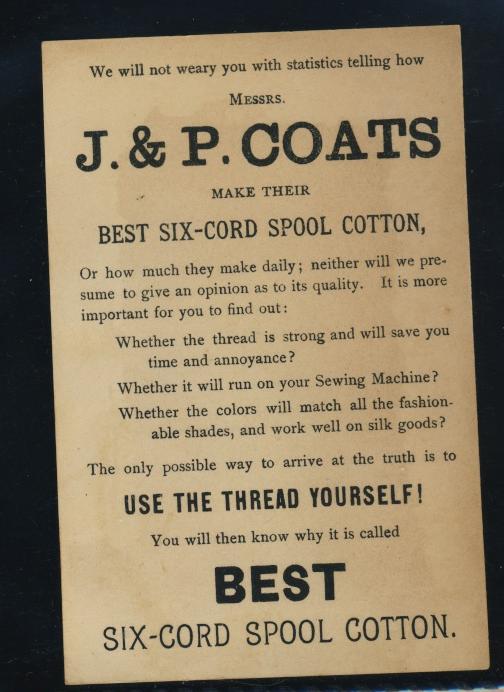 We will not weary you with statistics telling how
MESSRS.
J. & P. COATS
MAKE THEIR
BEST SIX-CORD SPOOL COTTON,
Or how much they make daily; neither will we pre-
sume to give an opinion as to its quality. It is more
important for you to find out:
Whether the thread is strong and will save you
time and annoyance?
Whether it will run on your Sewing Machine?
Whether the colors will match all the fashion-
able shades, and work well on silk goods?
The only possible way to arrive at the truth is to
USE THE THREAD YOURSELF!
You will then know why it is called
BEST
SIX-CORD SPOOL COTTON.